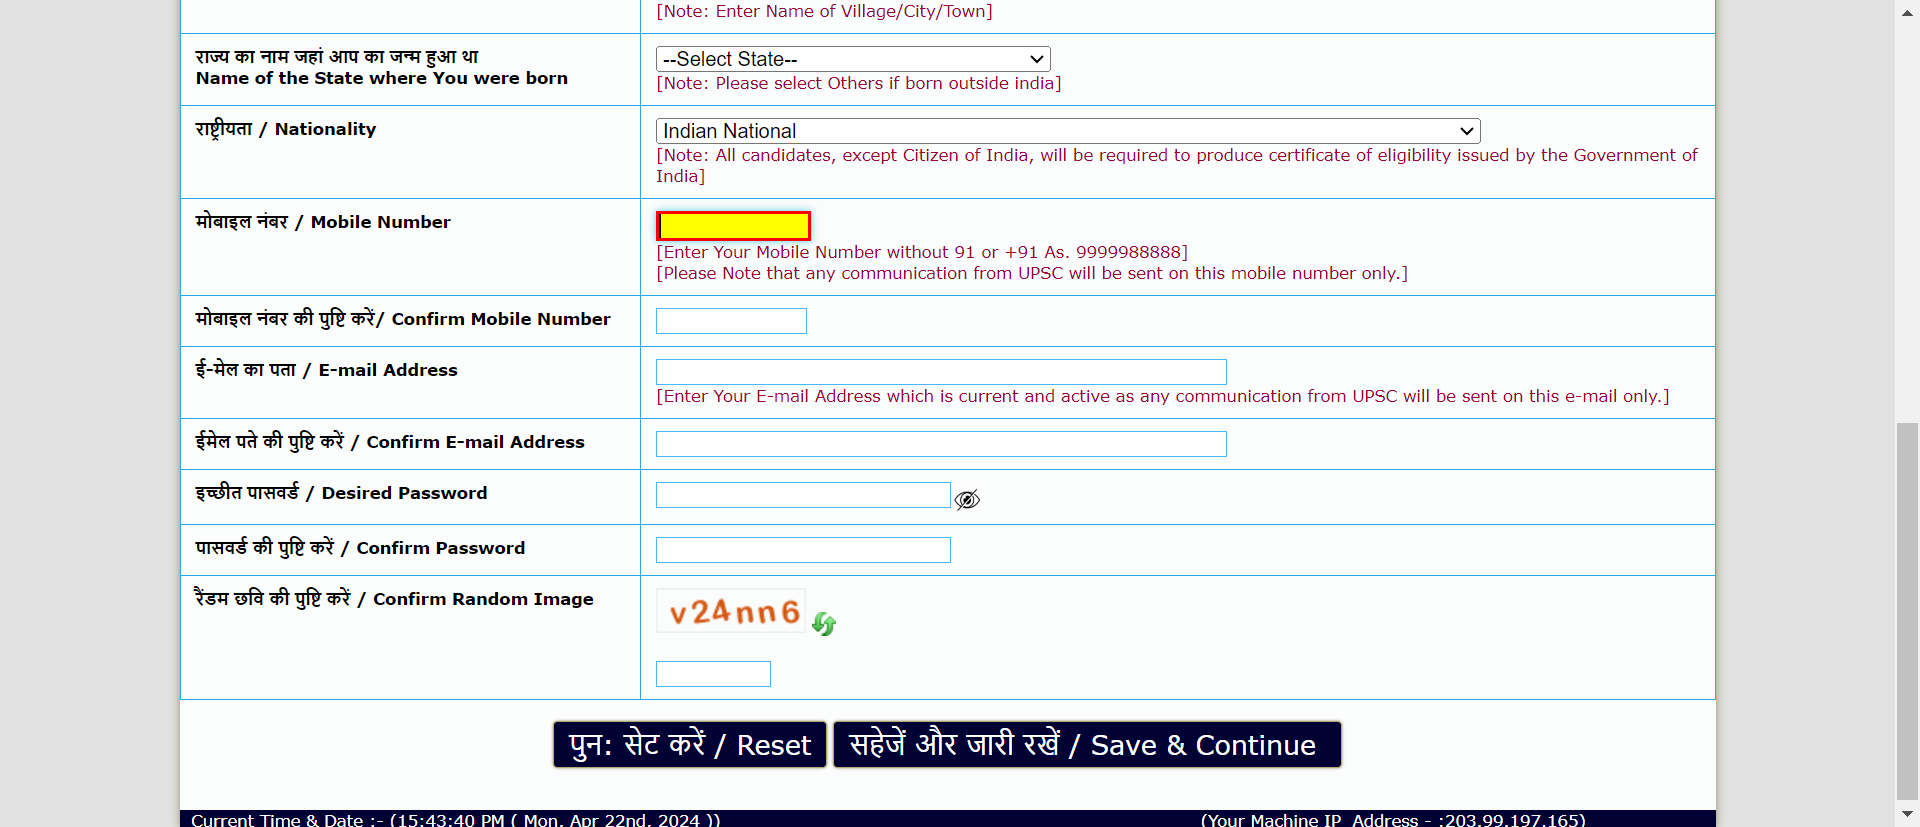 [Note: Enter Name of Village/City/Town]
राज्य का नाम जहां आप का जन्म हुआ था
Name of the State where You were born
--Select State--
[Note: Please select Others if born outside india]
राष्ट्रीयता / Nationality
Indian National
[Note: All candidates, except Citizen of India, will be required to produce certificate of eligibility issued by the Government of
India]
मोबाइल नंबर / Mobile Number
[Enter Your Mobile Number without 91 or +91 As. 9999988888]
[Please Note that any communication from UPSC will be sent on this mobile number only.]
मोबाइल नंबर की पुष्टि करें/ Confirm Mobile Number
ई-मेल का पता / E-mail Address
[Enter Your E-mail Address which is current and active as any communication from UPSC will be sent on this e-mail only.]
ईमेल पते की पुष्टि करें / Confirm E-mail Address
इच्छीत पासवर्ड / Desired Password
पासवर्ड की पुष्टि करें / Confirm Password
रैंडम छवि की पुष्टि करें / Confirm Random Image
v24nn6
पुन: सेट करें / Reset
सहेजें और जारी रखें / Save & Continue
Current Time & Date :- (15:43:40 PM ( Mon, Apr 22nd, 2024 ))
(Your Machine IP Address - :203.99.197.165)